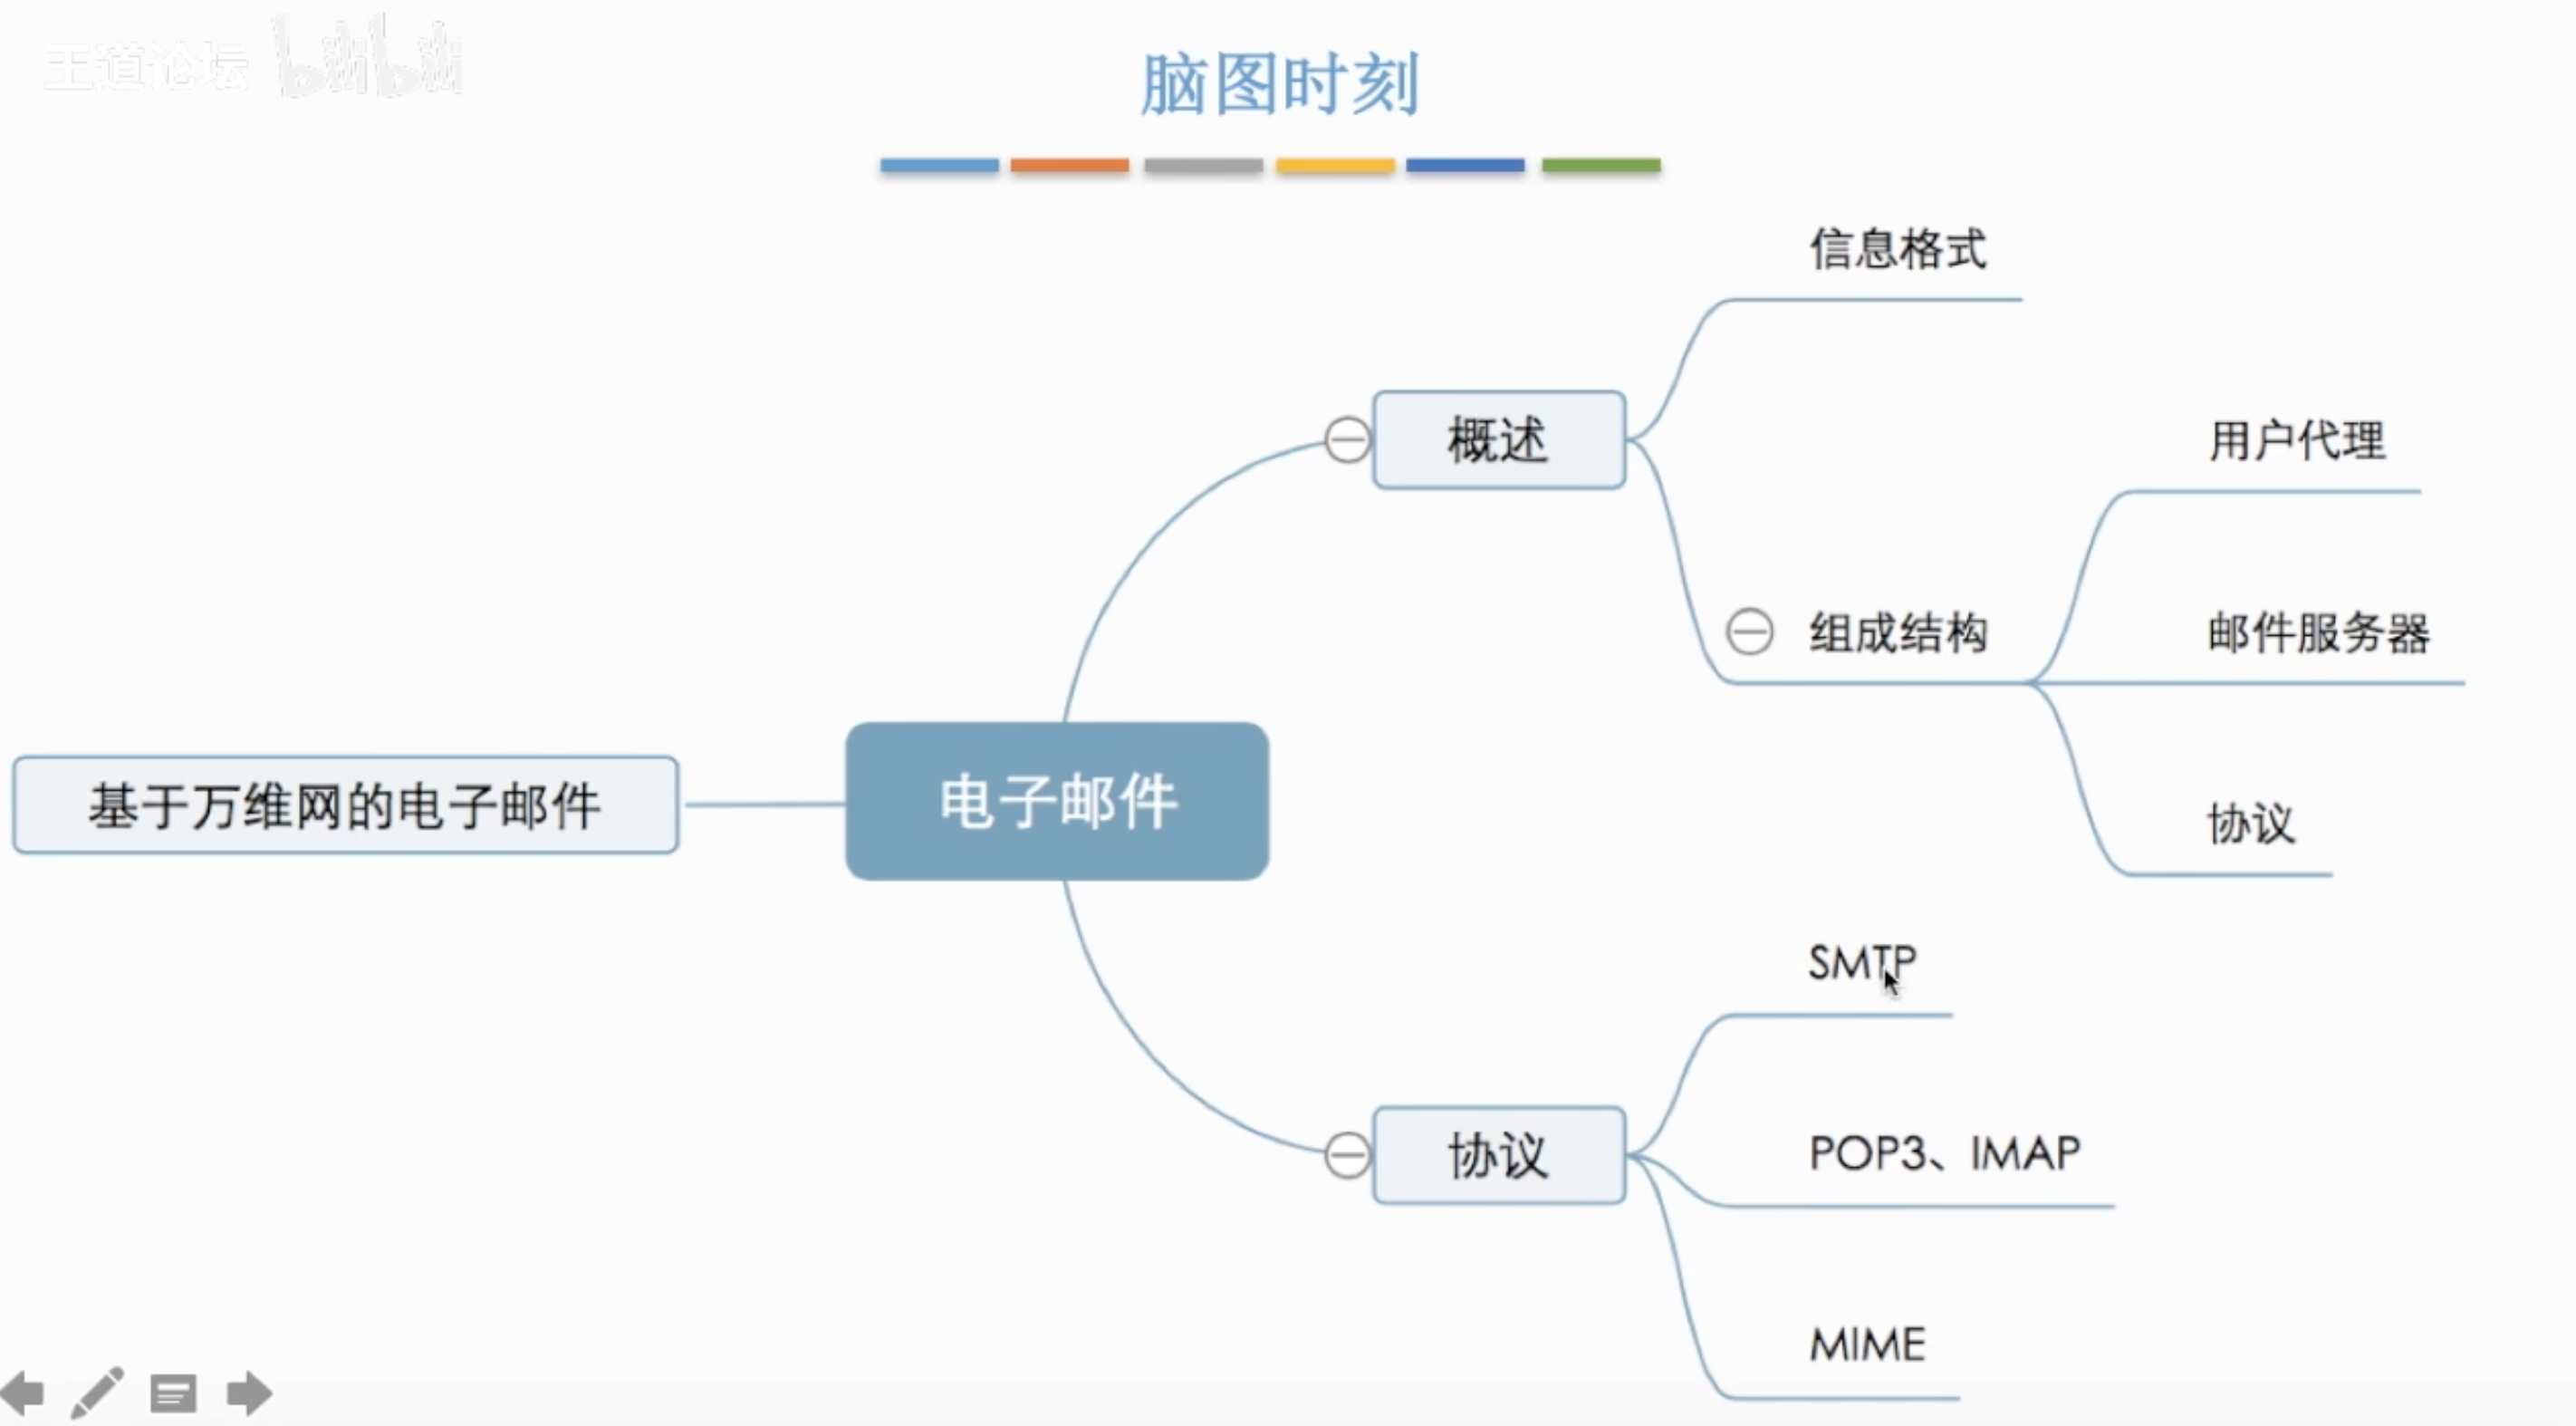 王道论坛 bilibili
脑图时刻
信息格式
概述
用户代理
组成结构
邮件服务器
协议
基于万维网的电子邮件
电子邮件
SMTP
协议
POP3、IMAP
MIME